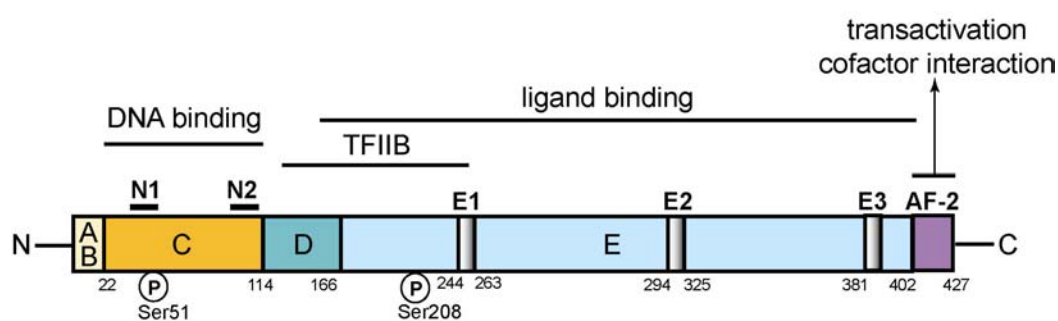 transactivation
cofactor interaction
ligand binding
DNA binding
TFIIB
N1 N2 E1 E2 E3 AF-2
N A B C D E C
22 114 166 244 263 294 325 381 402 427
P P
Ser51 Ser208